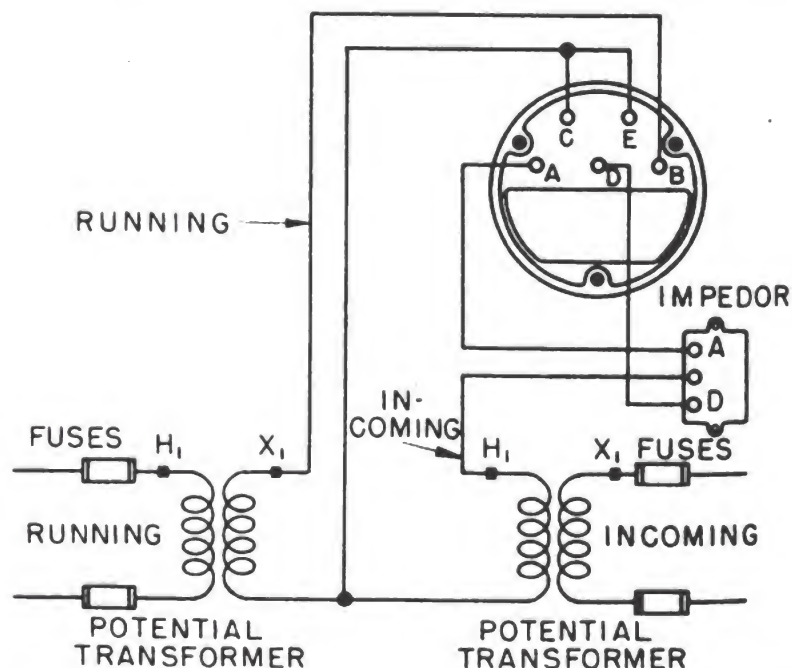 C E
A D B
RUNNING
IMPEDOR
A
D
IN-
COMING
FUSES H₁ X₁
H₁ X₁ FUSES
RUNNING
INCOMING
POTENTIAL
TRANSFORMER
POTENTIAL
TRANSFORMER